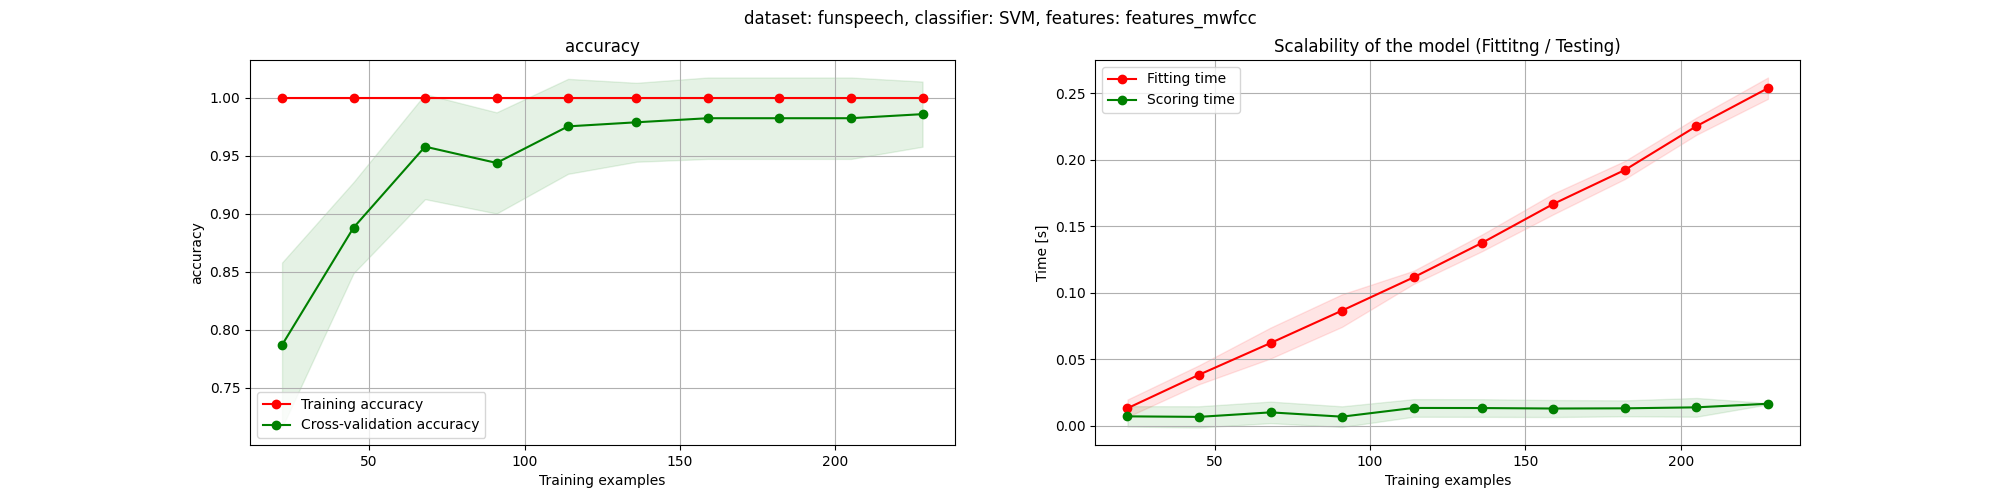 dataset: funspeech, classifier: SVM, features: features_mwfcc
accuracy
1.00
0.95
0.90
0.85
0.80
0.75
accuracy
Training accuracy
Cross-validation accuracy
50
100
150
200
Training examples
Scalability of the model (Fittitng / Testing)
Fitting time
Scoring time
0.25
0.20
0.15
0.10
0.05
0.00
Time [s]
50
100
150
200
Training examples